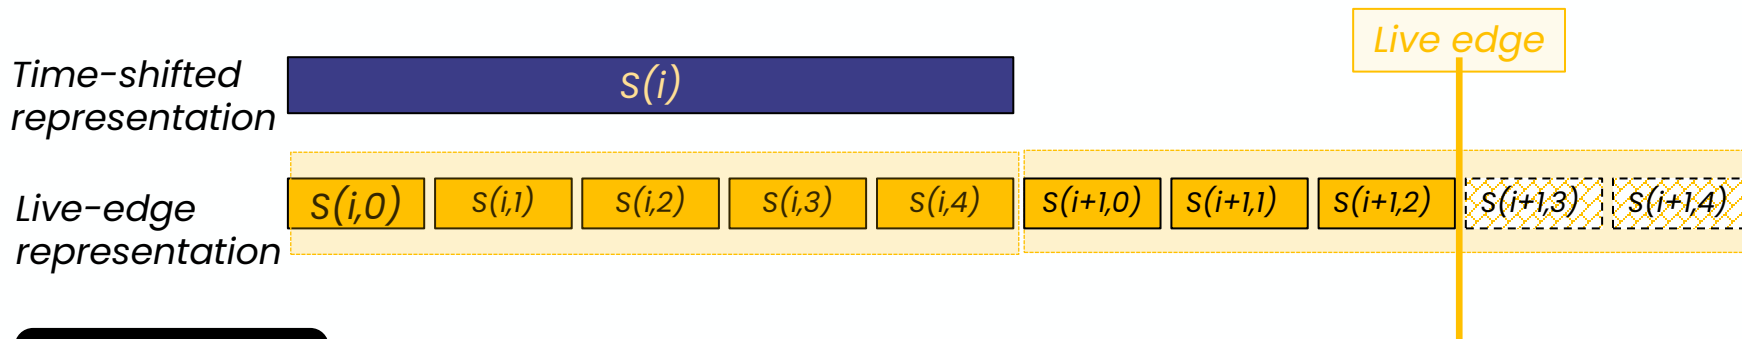 Live edge
Time-shifted
representation
S(i)
Live-edge
representation
S(i,0) S(i,1) S(i,2) S(i,3) S(i,4) S(i+1,0) S(i+1,1) S(i+1,2) S(i+1,3) S(i+1,4)